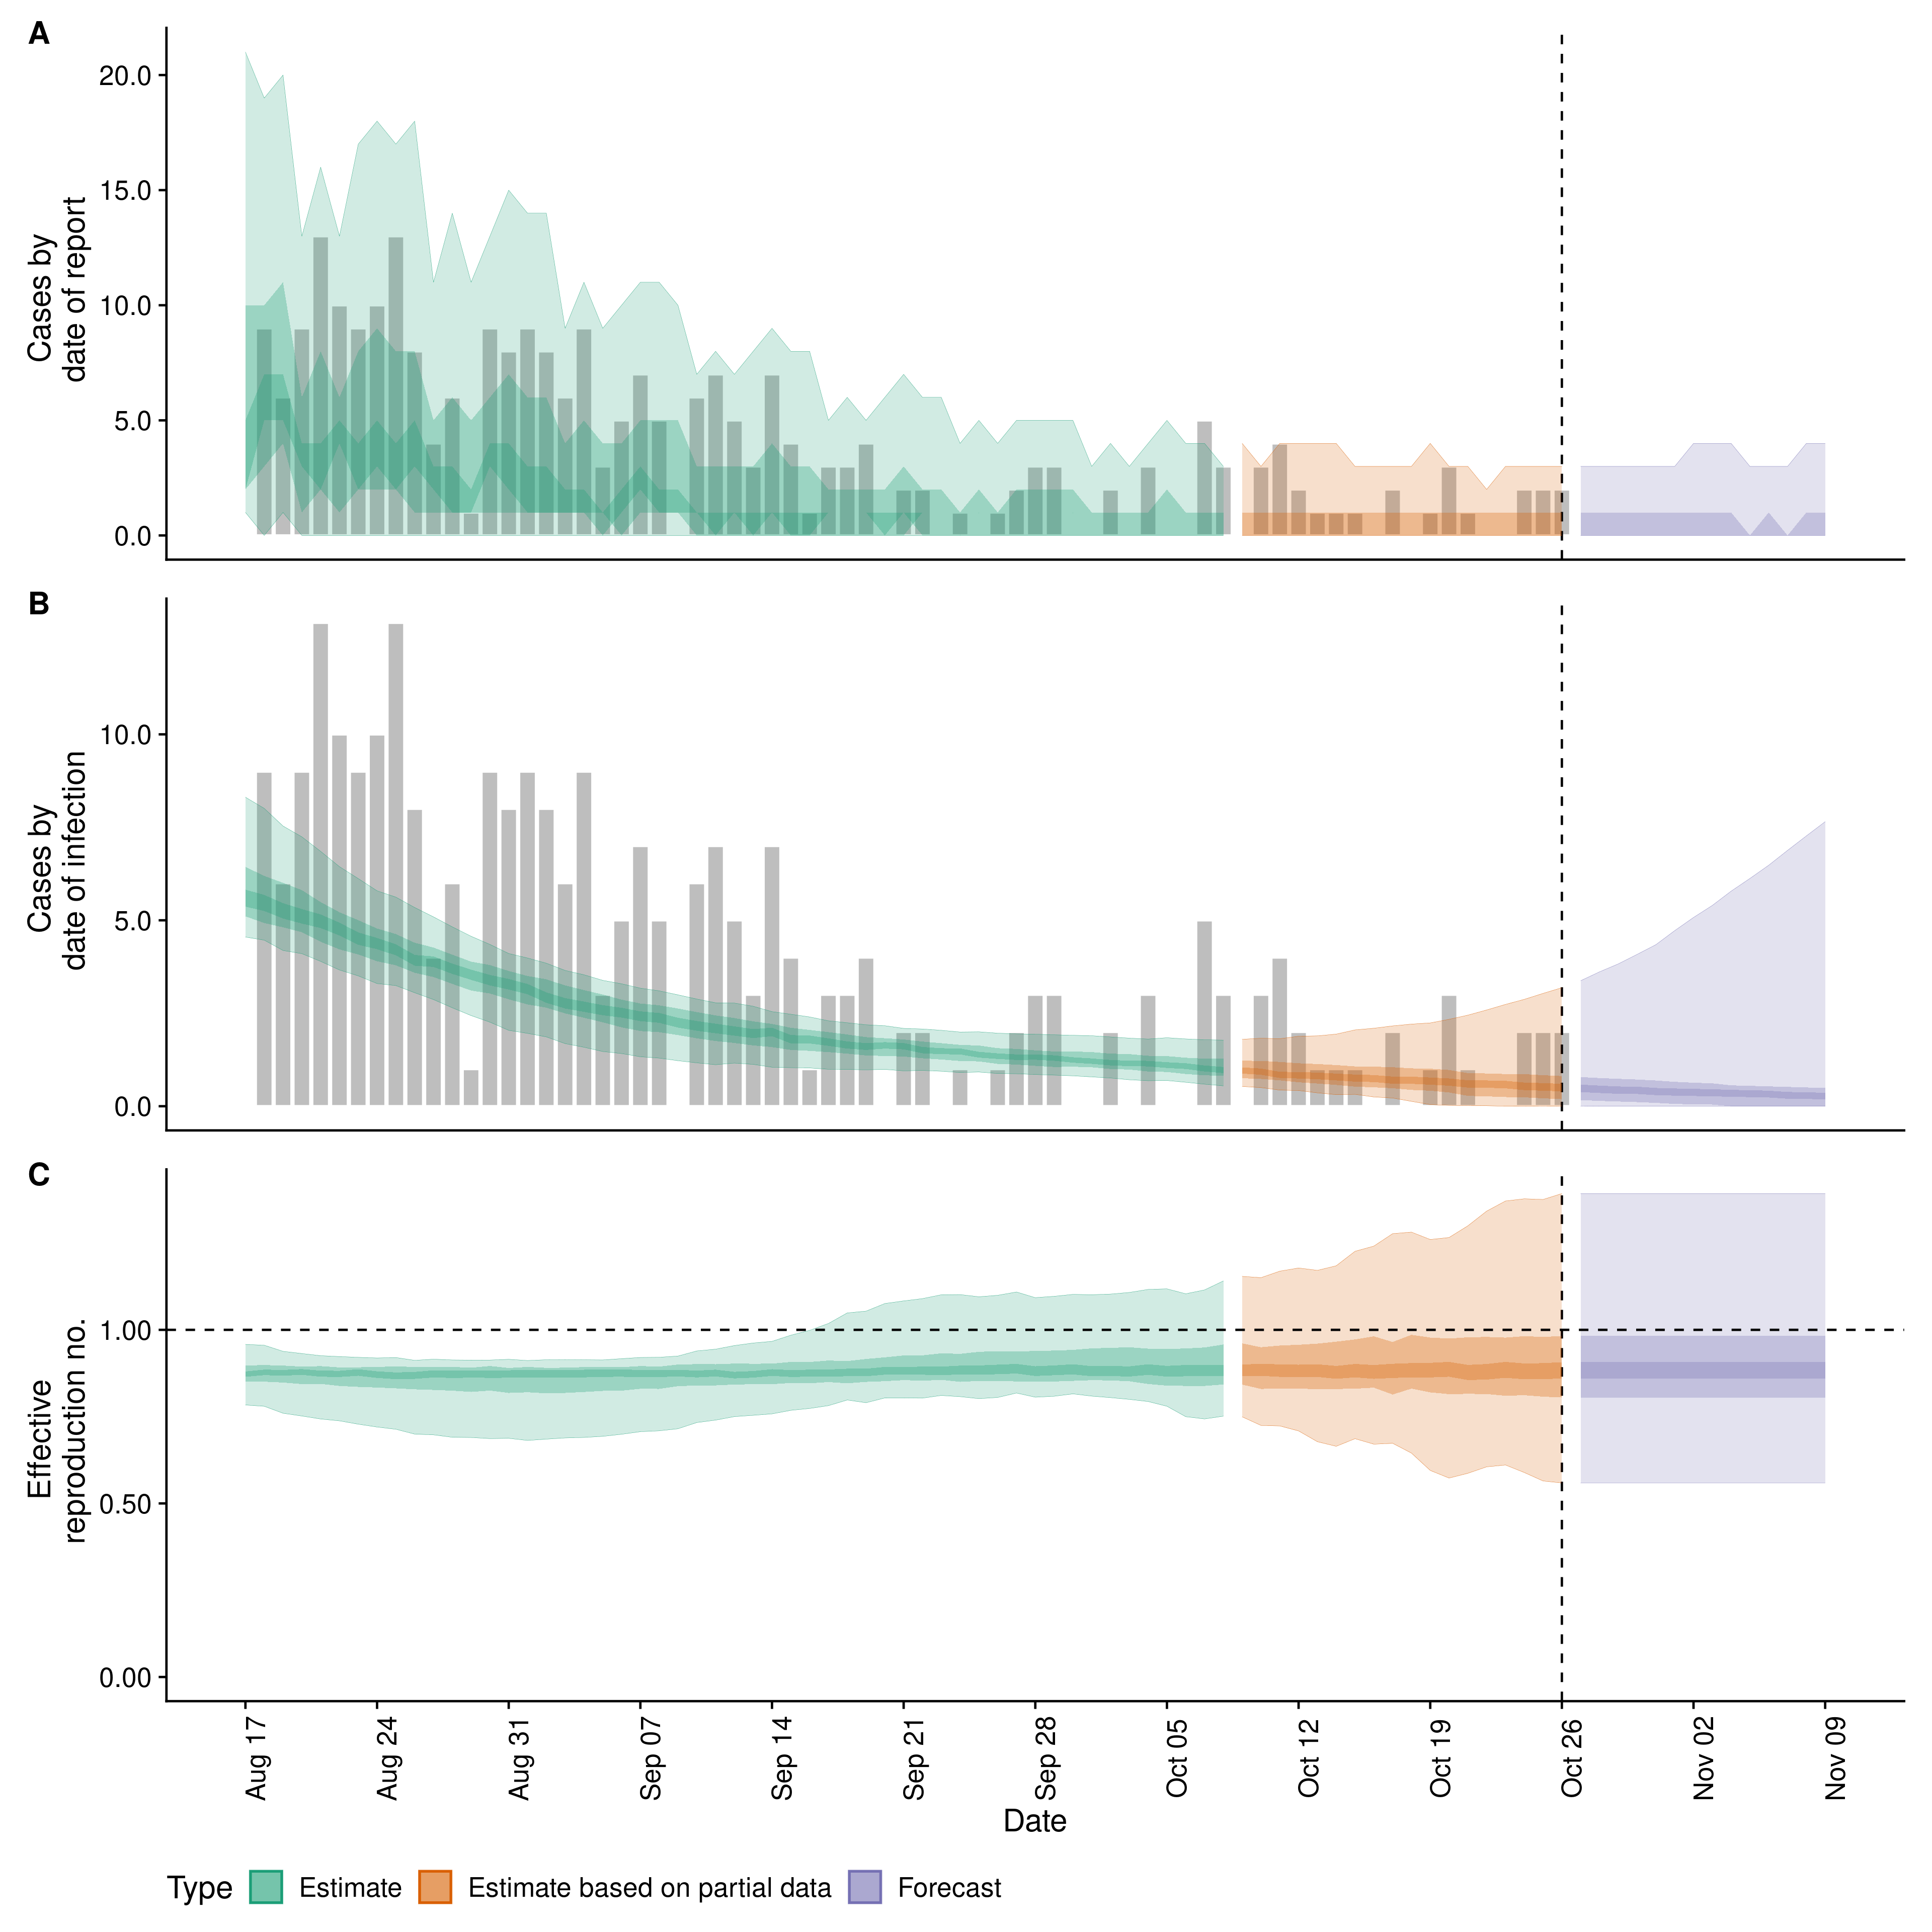 A
Cases by
date of report
20.0
15.0
10.0
5.0
0.0
B
Cases by
date of infection
10.0
5.0
0.0
C
Effective
reproduction no.
1.00
0.50
0.00
Aug 17
Aug 24
Aug 31
Sep 07
Sep 14
Sep 21
Sep 28
Oct 05
Oct 12
Oct 19
Oct 26
Nov 02
Nov 09
Date
Type Estimate Estimate based on partial data Forecast